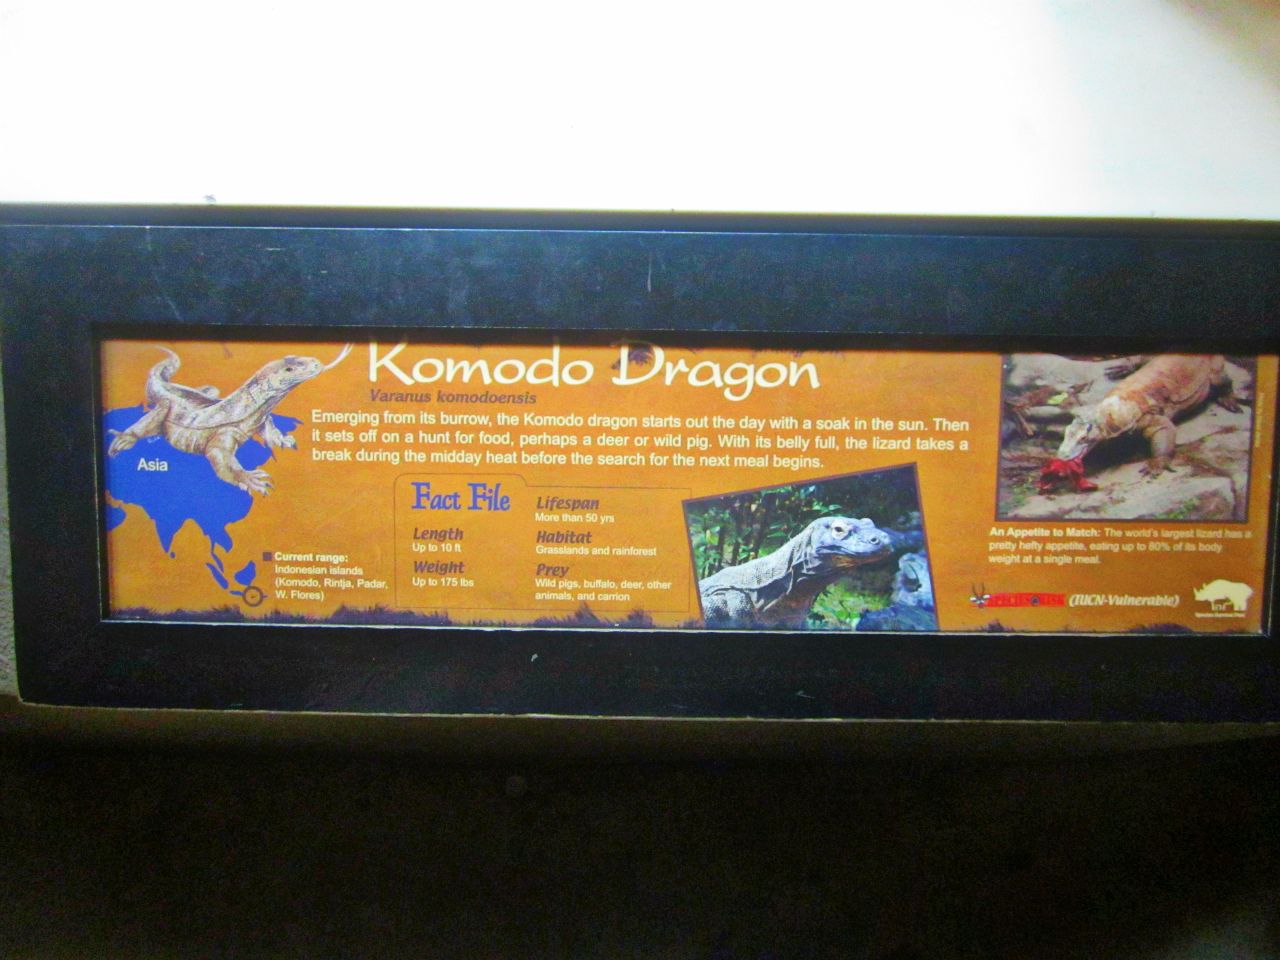 Komodo Dragon
Varanus komodoensis
Emerging from its burrow, the Komodo dragon starts out the day with a soak in the sun. Then
it sets off on a hunt for food, perhaps a deer or wild pig. With its belly full, the lizard takes a
break during the midday heat before the search for the next meal begins.
Asia
Current range:
Indonesian islands
(Komodo, Rintja, Padar,
W. Flores)
Fact File
Length
Up to 10 ft
Weight
Up to 175 lbs
Lifespan
More than 50 yrs
Habitat
Grasslands and rainforest
Prey
Wild pigs, buffalo, deer, other
animals, and carrion
An Appetite to Match: The world's largest lizard has a
pretty hefty appetite, eating up to 80% of its body
weight at a single meal.
SPECIES @ RISK (IUCN-Vulnerable)